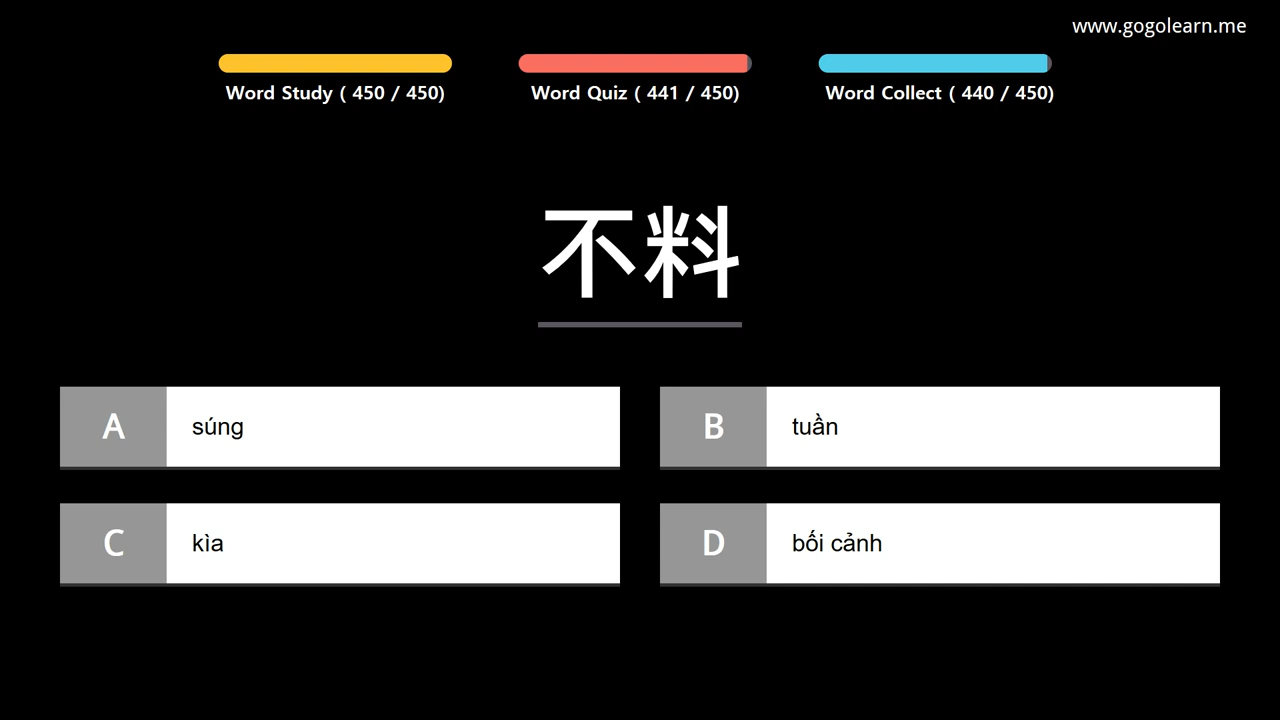 www.gogolearn.me
Word Study ( 450 / 450)
Word Quiz ( 441 / 450)
Word Collect ( 440 / 450)
不料
A súng
B tuần
C kìa
D bối cảnh